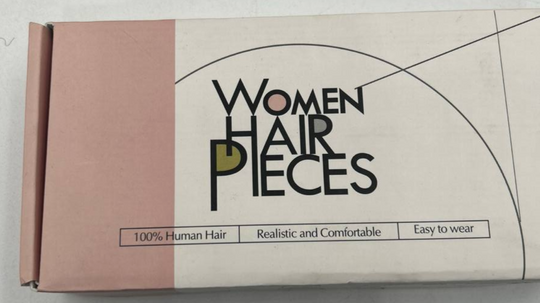 WOMEN
HAIR
PIECES
100% Human Hair Realistic and Comfortable Easy to wear